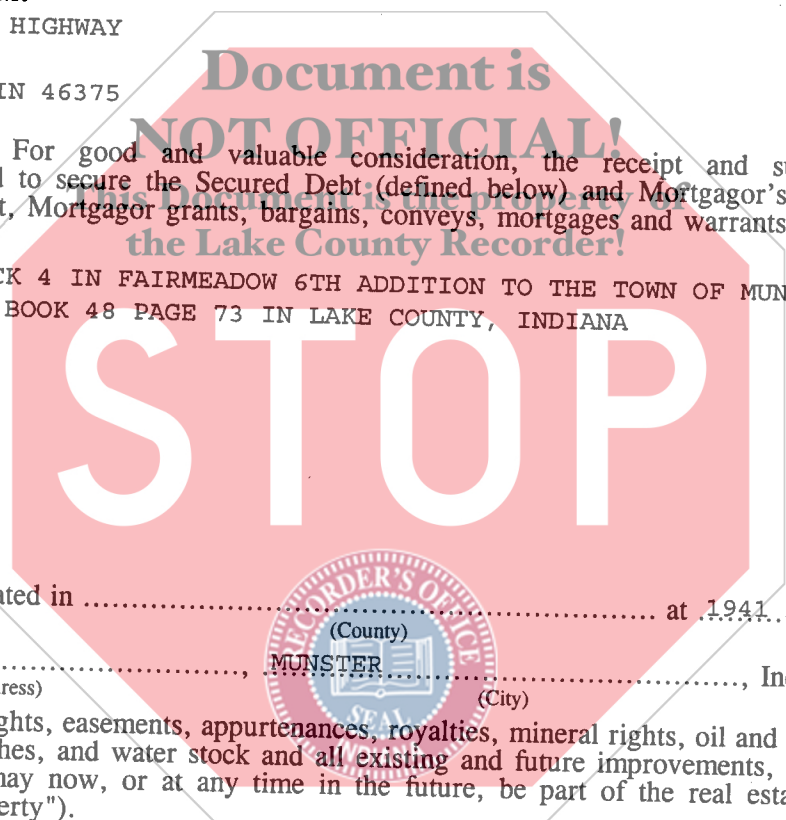 HIGHWAY
Document is
IN 46375
NOT OFFICIAL!
For good and valuable consideration, the receipt and
to secure the Secured Debt (defined below) and Mortgagor's
This Document is the property of
Mortgagor grants, bargains, conveys, mortgages and warrants
the Lake County Recorder!
CK 4 IN FAIRMEADOW 6TH ADDITION TO THE TOWN OF MUN
BOOK 48 PAGE 73 IN LAKE COUNTY, INDIANA
STOP
RECORDER'S OFFICE
ated in ........ at 1941
(County)
........, MUNSTER ........, In
ress) (City)
SEAL
INDIANA
ghts, easements, appurtenances, royalties, mineral rights, oil and
hes, and water stock and all existing and future improvements,
may now, or at any time in the future, be part of the real esta
erty").